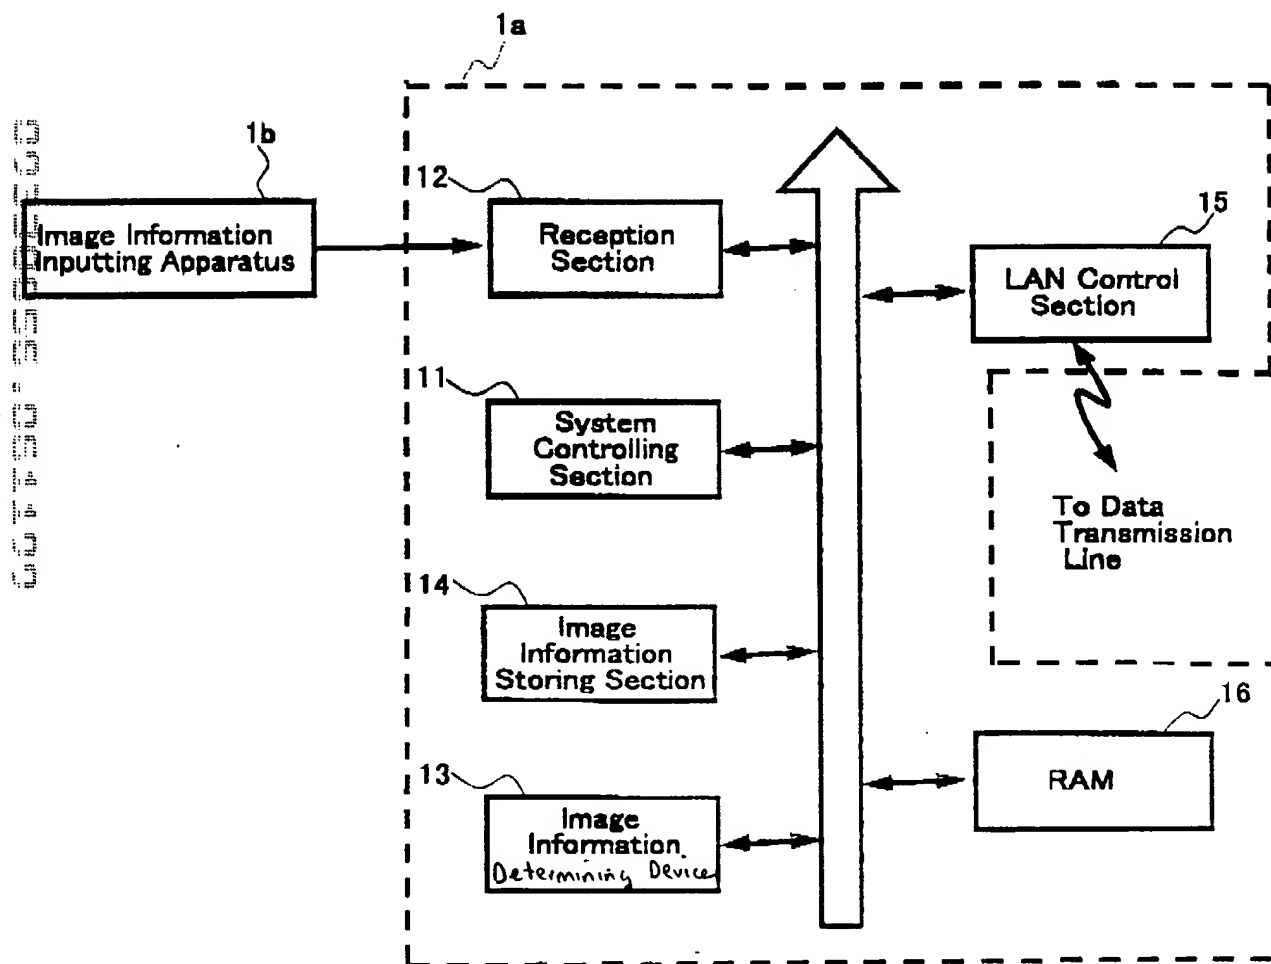 1a
1b
Image Information
Inputting Apparatus
12
Reception
Section
15
LAN Control
Section
11
System
Controlling
Section
To Data
Transmission
Line
14
Image
Information
Storing Section
16
RAM
13
Image
Information
Determining Device